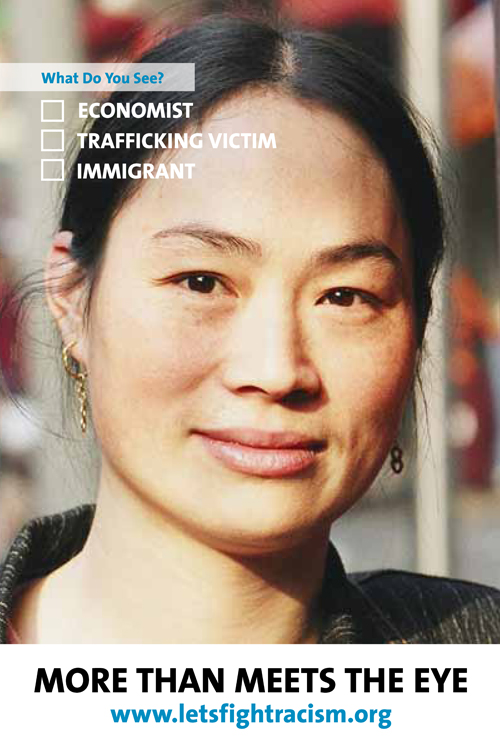 What Do You See?
ECONOMIST
TRAFFICKING VICTIM
IMMIGRANT
MORE THAN MEETS THE EYE
www.letsfightracism.org